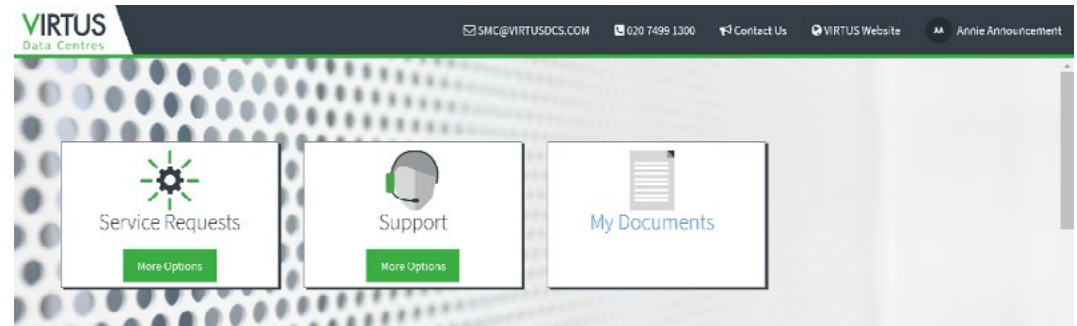 VIRTUS
Data Centres
SMC@VIRTUSDCS.COM 020 7499 1300 Contact Us VIRTUS Website AA Annie Announcement
Service Requests Support My Documents
More Options More Options